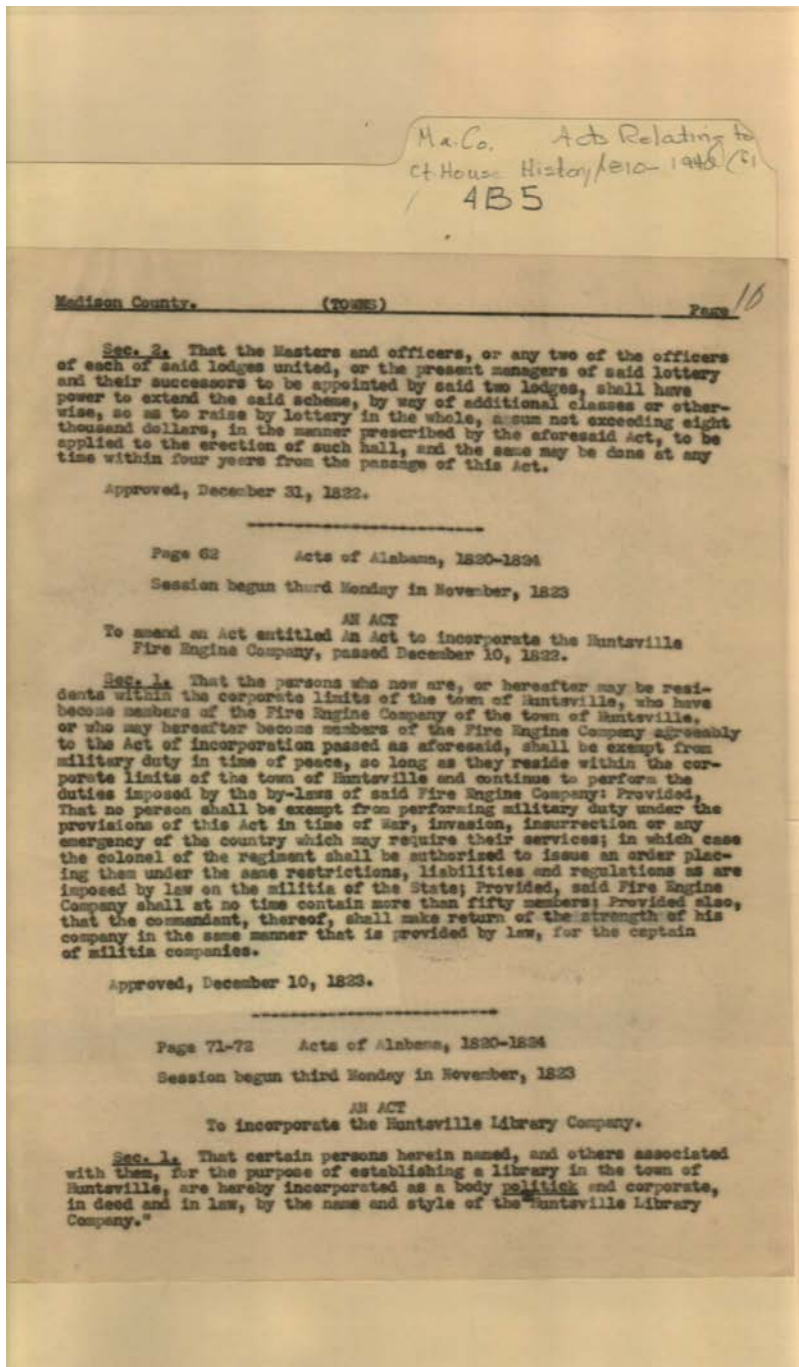 Ma. Co. Acts Relating to
Ct. House History 1810-1940 (6)
4B5
Madison County. (TOWNS) Page 16
Sec. 2. That the Masters and officers, or any two of the officers
of each of said lodges united, or the present managers of said lottery
and their successors to be appointed by said two lodges, shall have
power to extend the said scheme, by way of additional classes or other-
wise, so as to raise by lottery in the whole, a sum not exceeding eight
thousand dollars, in the manner prescribed by the aforesaid Act, to be
applied to the erection of such hall, and the same may be done at any
time within four years from the passage of this Act.
Approved, December 31, 1822.
Page 62 Acts of Alabama, 1820-1824
Session begun third Monday in November, 1823
AN ACT
To amend an Act entitled An Act to incorporate the Huntsville
Fire Engine Company, passed December 10, 1822.
Sec. 1. That the persons who now are, or hereafter may be resi-
dents within the corporate limits of the town of Huntsville, who have
become members of the Fire Engine Company of the town of Huntsville,
or who may hereafter become members of the Fire Engine Company agreeably
to the Act of incorporation passed as aforesaid, shall be exempt from
military duty in time of peace, so long as they reside within the cor-
porate limits of the town of Huntsville and continue to perform the
duties imposed by the by-laws of said Fire Engine Company: Provided,
That no person shall be exempt from performing military duty under the
provisions of this Act in time of War, invasion, insurrection or any
emergency of the country which may require their services; in which case
the colonel of the regiment shall be authorized to issue an order plac-
ing them under the same restrictions, liabilities and regulations as are
imposed by law on the militia of the State; Provided, said Fire Engine
Company shall at no time contain more than fifty members; Provided also,
that the commandant, thereof, shall make return of the strength of his
company in the same manner that is provided by law, for the captain
of militia companies.
Approved, December 10, 1823.
Page 71-72 Acts of Alabama, 1820-1824
Session begun third Monday in November, 1823
AN ACT
To incorporate the Huntsville Library Company.
Sec. 1. That certain persons herein named, and others associated
with them, for the purpose of establishing a library in the town of
Huntsville, are hereby incorporated as a body politick and corporate,
in deed and in law, by the name and style of the "Huntsville Library
Company."